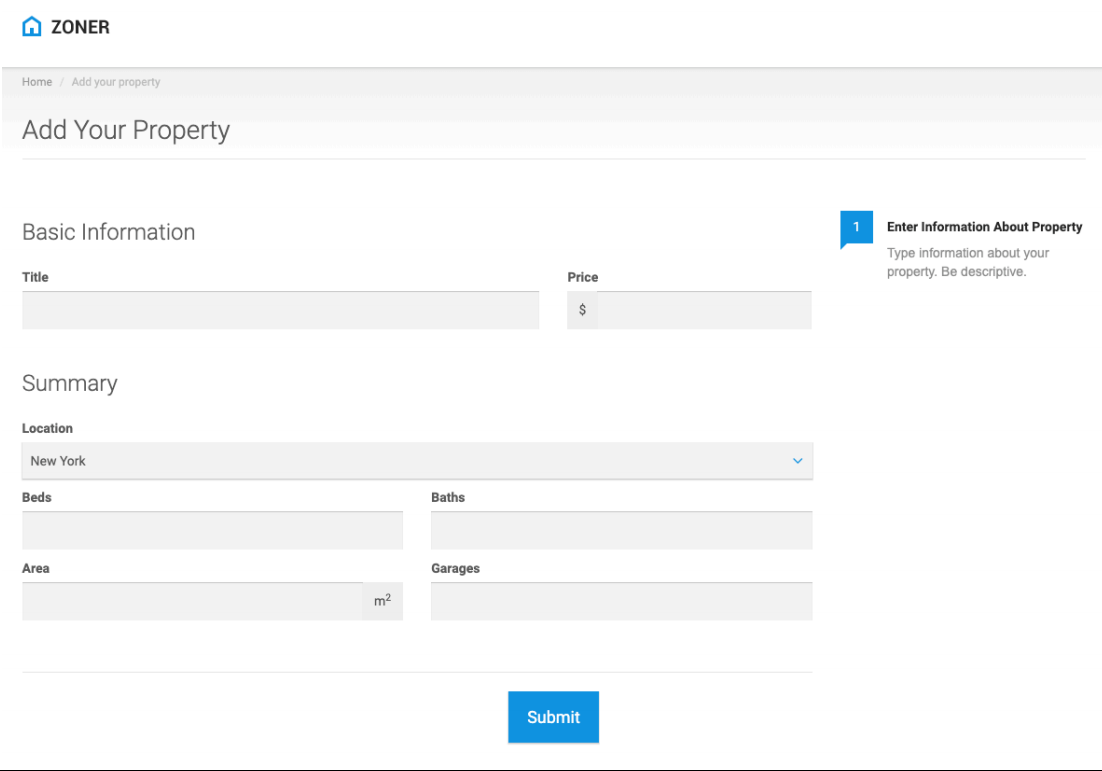 ZONER
Home / Add your property
Add Your Property
Basic Information
Title
Price
$
Summary
Location
New York
Beds
Baths
Area
m²
Garages
Submit
1
Enter Information About Property
Type information about your
property. Be descriptive.